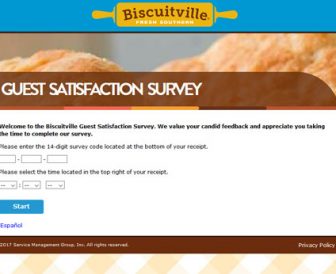 Biscuitville
FRESH SOUTHERN
GUEST SATISFACTION SURVEY
Welcome to the Biscuitville Guest Satisfaction Survey. We value your candid feedback and appreciate you taking
the time to complete our survey.
Please enter the 14-digit survey code located at the bottom of your receipt.
- -
Please select the time located in the top right of your receipt.
-- : -- --
Start
Español
2017 Service Management Group, Inc. All rights reserved.
Privacy Policy